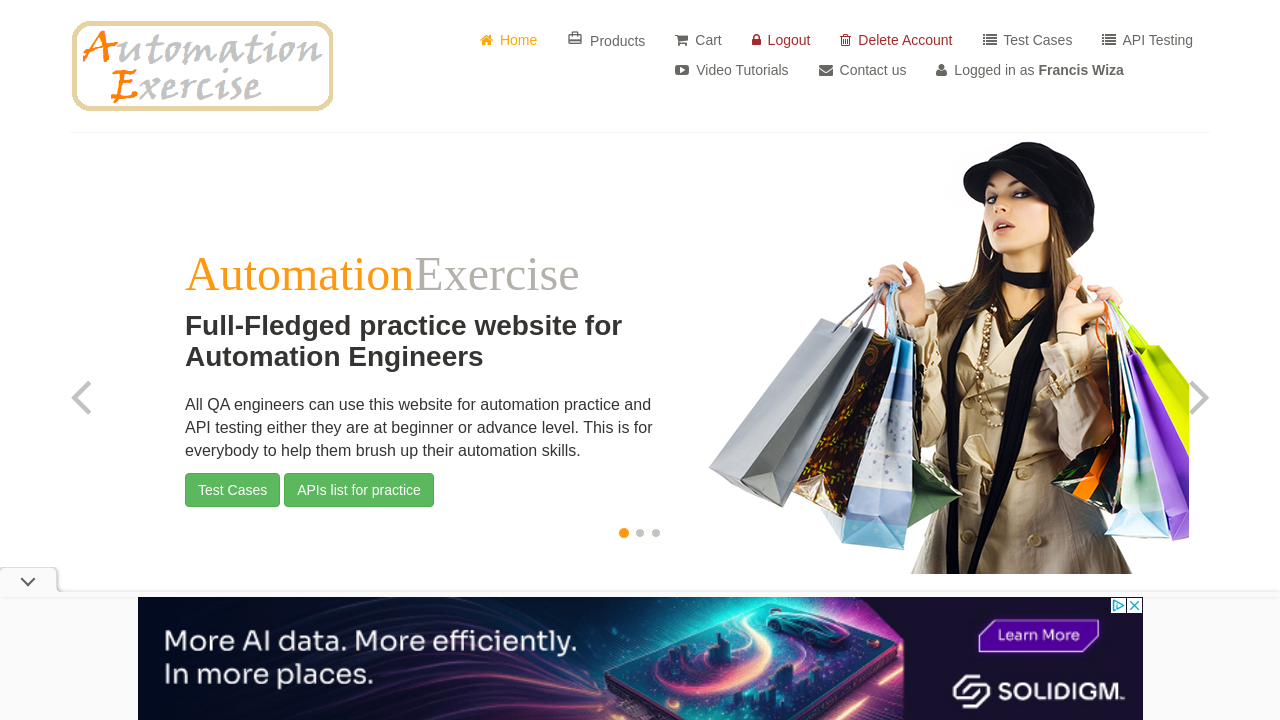 Automation
Exercise
Home Products Cart Logout Delete Account Test Cases API Testing
Video Tutorials Contact us Logged in as Francis Wiza
AutomationExercise
Full-Fledged practice website for
Automation Engineers
All QA engineers can use this website for automation practice and
API testing either they are at beginner or advance level. This is for
everybody to help them brush up their automation skills.
Test Cases APIs list for practice
More AI data. More efficiently.
In more places.
Learn More
SOLIDIGM